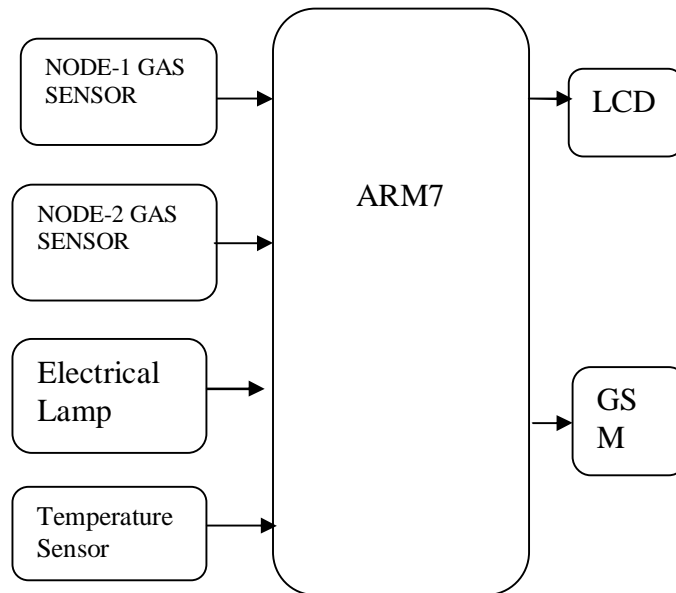 NODE-1 GAS
SENSOR
LCD
ARM7
NODE-2 GAS
SENSOR
Electrical
Lamp
GS
M
Temperature
Sensor